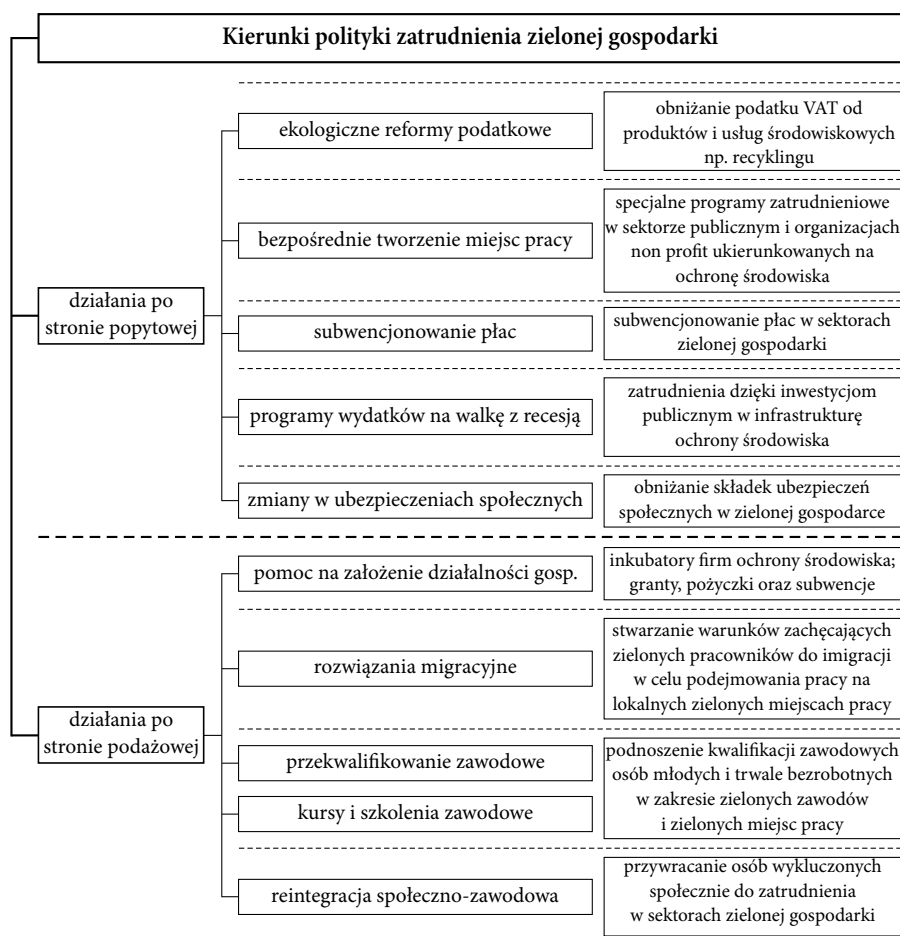 Kierunki polityki zatrudnienia zielonej gospodarki
działania po
stronie popytowej
ekologiczne reformy podatkowe
obniżanie podatku VAT od
produktów i usług środowiskowych
np. recyklingu
bezpośrednie tworzenie miejsc pracy
specjalne programy zatrudnieniowe
w sektorze publicznym i organizacjach
non profit ukierunkowanych na
ochronę środowiska
subwencjonowanie płac
subwencjonowanie płac w sektorach
zielonej gospodarki
programy wydatków na walkę z recesją
zatrudnienia dzięki inwestycjom
publicznym w infrastrukturę
ochrony środowiska
zmiany w ubezpieczeniach społecznych
obniżanie składek ubezpieczeń
społecznych w zielonej gospodarce
działania po
stronie podażowej
pomoc na założenie działalności gosp.
inkubatory firm ochrony środowiska;
granty, pożyczki oraz subwencje
rozwiązania migracyjne
stwarzanie warunków zachęcających
zielonych pracowników do imigracji
w celu podejmowania pracy na
lokalnych zielonych miejscach pracy
przekwalifikowanie zawodowe
kursy i szkolenia zawodowe
podnoszenie kwalifikacji zawodowych
osób młodych i trwale bezrobotnych
w zakresie zielonych zawodów
i zielonych miejsc pracy
reintegracja społeczno-zawodowa
przywracanie osób wykluczonych
społecznie do zatrudnienia
w sektorach zielonej gospodarki